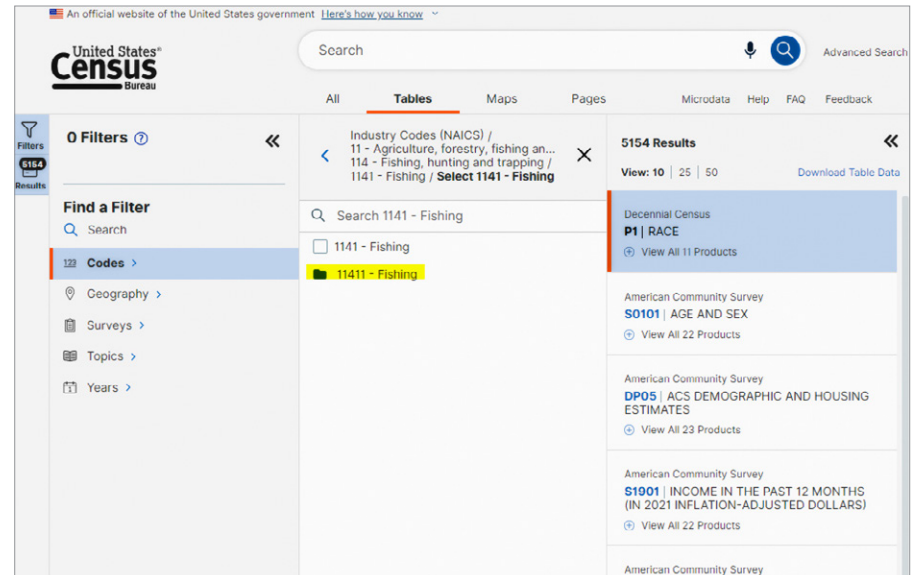 An official website of the United States government Here's how you know
United States®
Census
Bureau
Search
Advanced Search
All Tables Maps Pages Microdata Help FAQ Feedback
Filters
5154
Results
0 Filters ?
Find a Filter
Search
123 Codes >
Geography >
Surveys >
Topics >
Years >
Industry Codes (NAICS) /
11 - Agriculture, forestry, fishing an...
114 - Fishing, hunting and trapping /
1141 - Fishing / Select 1141 - Fishing
Search 1141 - Fishing
1141 - Fishing
11411 - Fishing
5154 Results
View: 10 | 25 | 50 Download Table Data
Decennial Census
P1 | RACE
View All 11 Products
American Community Survey
S0101 | AGE AND SEX
View All 22 Products
American Community Survey
DP05 | ACS DEMOGRAPHIC AND HOUSING
ESTIMATES
View All 23 Products
American Community Survey
S1901 | INCOME IN THE PAST 12 MONTHS
(IN 2021 INFLATION-ADJUSTED DOLLARS)
View All 22 Products
American Community Survey